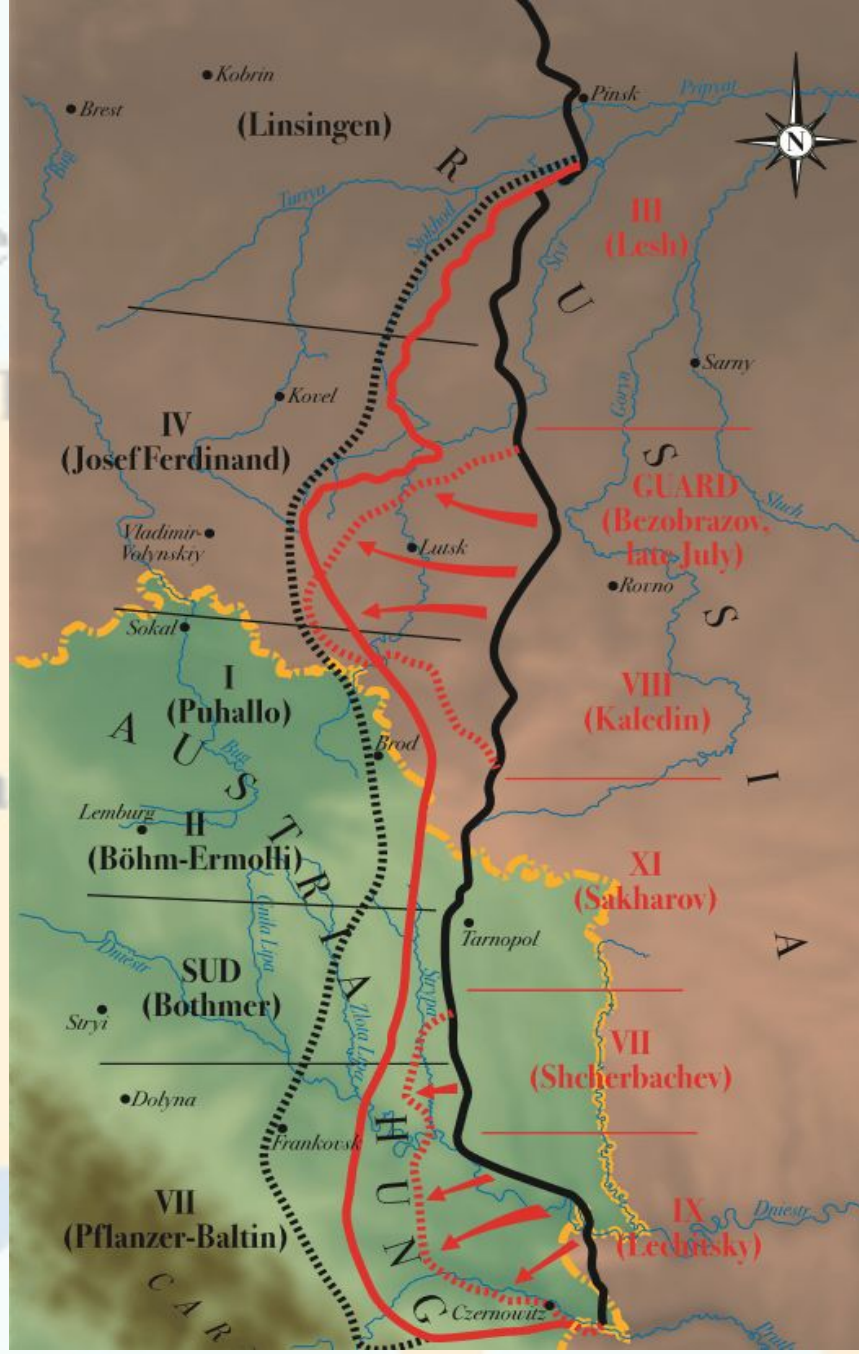 Kobrin
Brest
Pinsk
Pripyat
(Linsingen)
N
Bug
R
Turiya
Stokhod
Styr
III
(Lesh)
U
Sarny
Kovel
Goryn
IV
(Josef Ferdinand)
S
GUARD
(Bezobrazov,
late July)
Sluch
Vladimir-
Volynskiy
Lutsk
Rovno
S
Sokal
I
(Puhallo)
VIII
(Kaledin)
A
U
Bug
Brod
I
S
Lemburg
II
(Böhm-Ermolli)
T
R
XI
(Sakharov)
Gnila Lipa
I
Tarnopol
A
Dniestr
SUD
(Bothmer)
A
Strypa
Stryi
Zlota Lipa
VII
(Shcherbachev)
Dolyna
H
Frankovsk
U
VII
(Pflanzer-Baltin)
IX
(Lechitsky)
Dniestr
N
C
A
R
G
Czernowitz